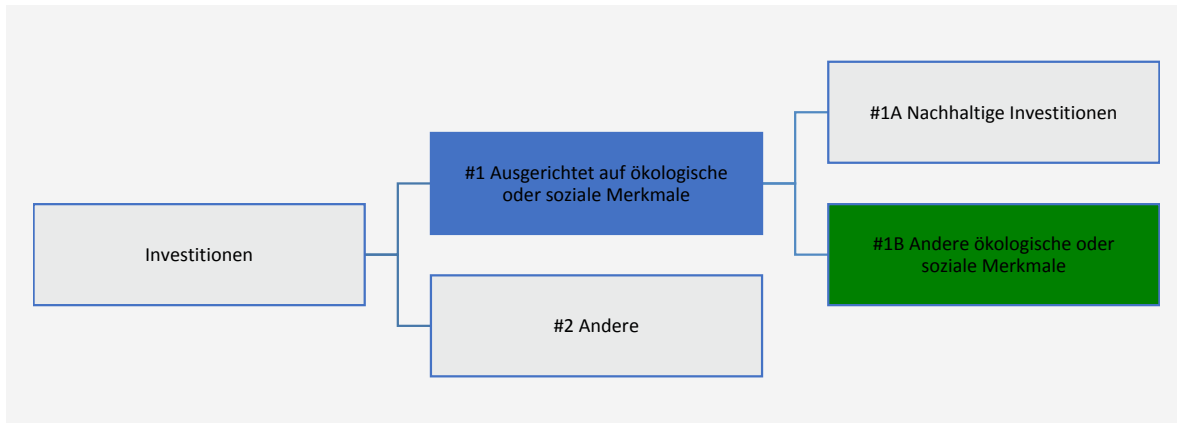 #1A Nachhaltige Investitionen
#1 Ausgerichtet auf ökologische
oder soziale Merkmale
#1B Andere ökologische oder
soziale Merkmale
Investitionen
#2 Andere